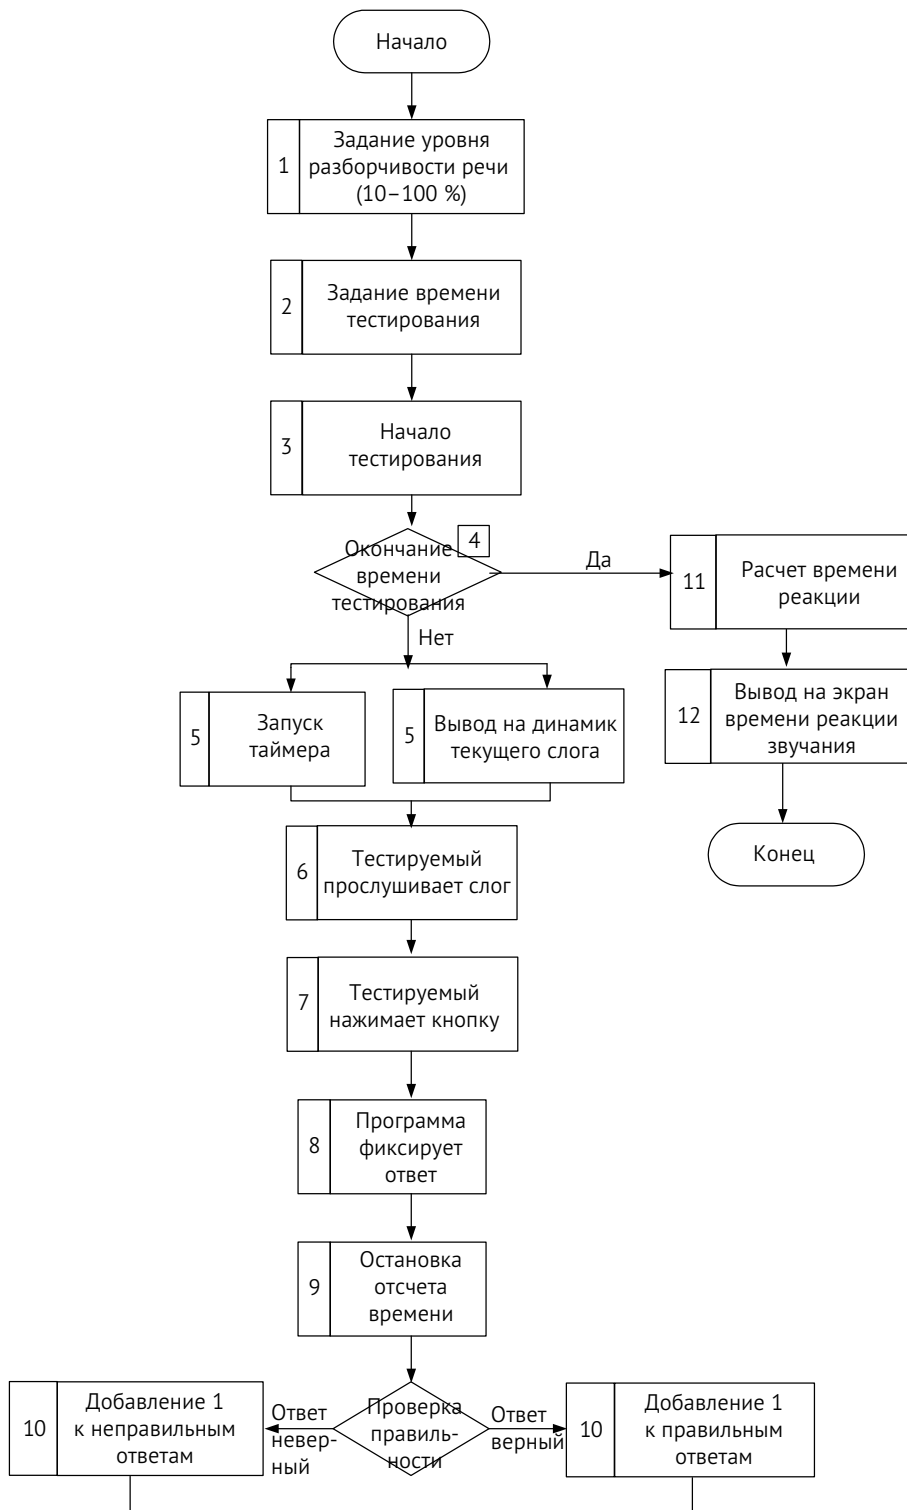 Начало
1
Задание уровня
разборчивости речи
(10–100 %)
2
Задание времени
тестирования
3
Начало
тестирования
4
Окончание
времени
тестирования
Да
11
Расчет времени
реакции
Нет
12
Вывод на экран
времени реакции
звучания
5
Запуск
таймера
5
Вывод на динамик
текущего слога
Конец
6
Тестируемый
прослушивает слог
7
Тестируемый
нажимает кнопку
8
Программа
фиксирует
ответ
9
Остановка
отсчета
времени
10
Добавление 1
к неправильным
ответам
Ответ
невер-
ный
Проверка
правиль-
ности
Ответ
верный
10
Добавление 1
к правильным
ответам